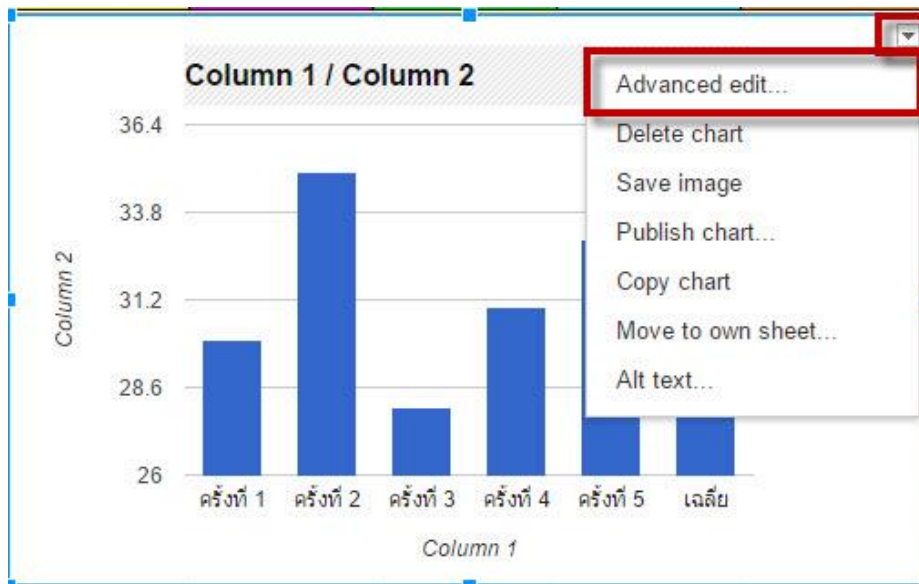 Column 1 / Column 2
Advanced edit...
Delete chart
Save image
Publish chart...
Copy chart
Move to own sheet...
Alt text...
36.4
33.8
31.2
28.6
26
Column 2
ครั้งที่ 1 ครั้งที่ 2 ครั้งที่ 3 ครั้งที่ 4 ครั้งที่ 5 เฉลี่ย
Column 1